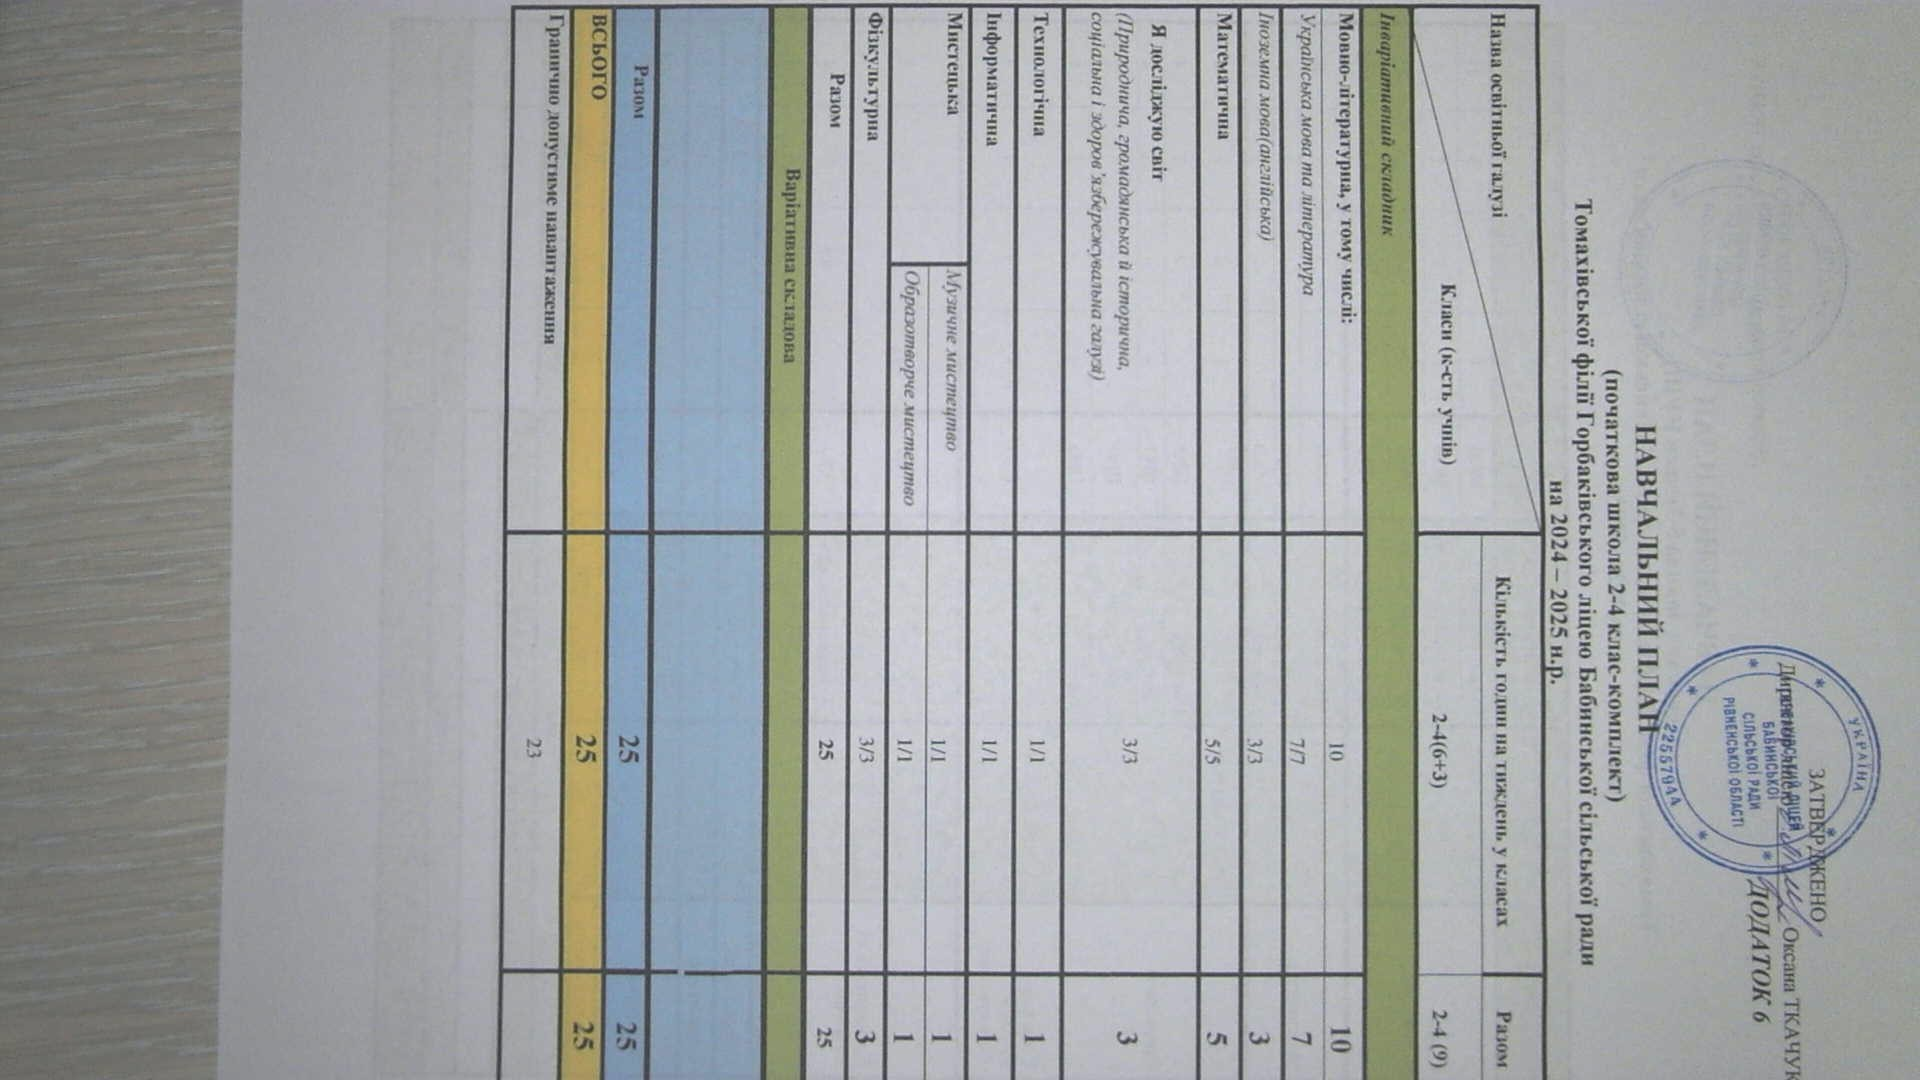 ЗАТВЕРДЖЕНО
Директор ліцею Оксана ТКАЧУК
ДОДАТОК 6
УКРАЇНА
ЛІЦЕЙ
БАБИНСЬКОЇ
СІЛЬСЬКОЇ РАДИ
РІВНЕНСЬКОЇ ОБЛАСТІ
22557944
НАВЧАЛЬНИЙ ПЛАН
(початкова школа 2-4 клас-комплект)
Томахівської філії Горбаківського ліцею Бабинської сільської ради
на 2024 – 2025 н.р.
Назва освітньої галузі Кількість годин на тиждень у класах Разом
Класи (к-сть учнів) 2-4(6+3) 2-4 (9)
Інваріативний складник
Мовно-літературна, у тому числі: 10 10
Українська мова та література 7/7 7
Іноземна мова(англійська) 3/3 3
Математична 5/5 5
Я досліджую світ
(Природнича, громадянська й історична, 3/3 3
соціальна і здоров’язбережувальна галузі)
Технологічна 1/1 1
Інформатична 1/1 1
Мистецька Музичне мистецтво 1/1 1
Образотворче мистецтво 1/1 1
Фізкультурна 3/3 3
Разом 25 25
Варіативна складова
Разом 25 25
ВСЬОГО 25 25
Гранично допустиме навантаження 23